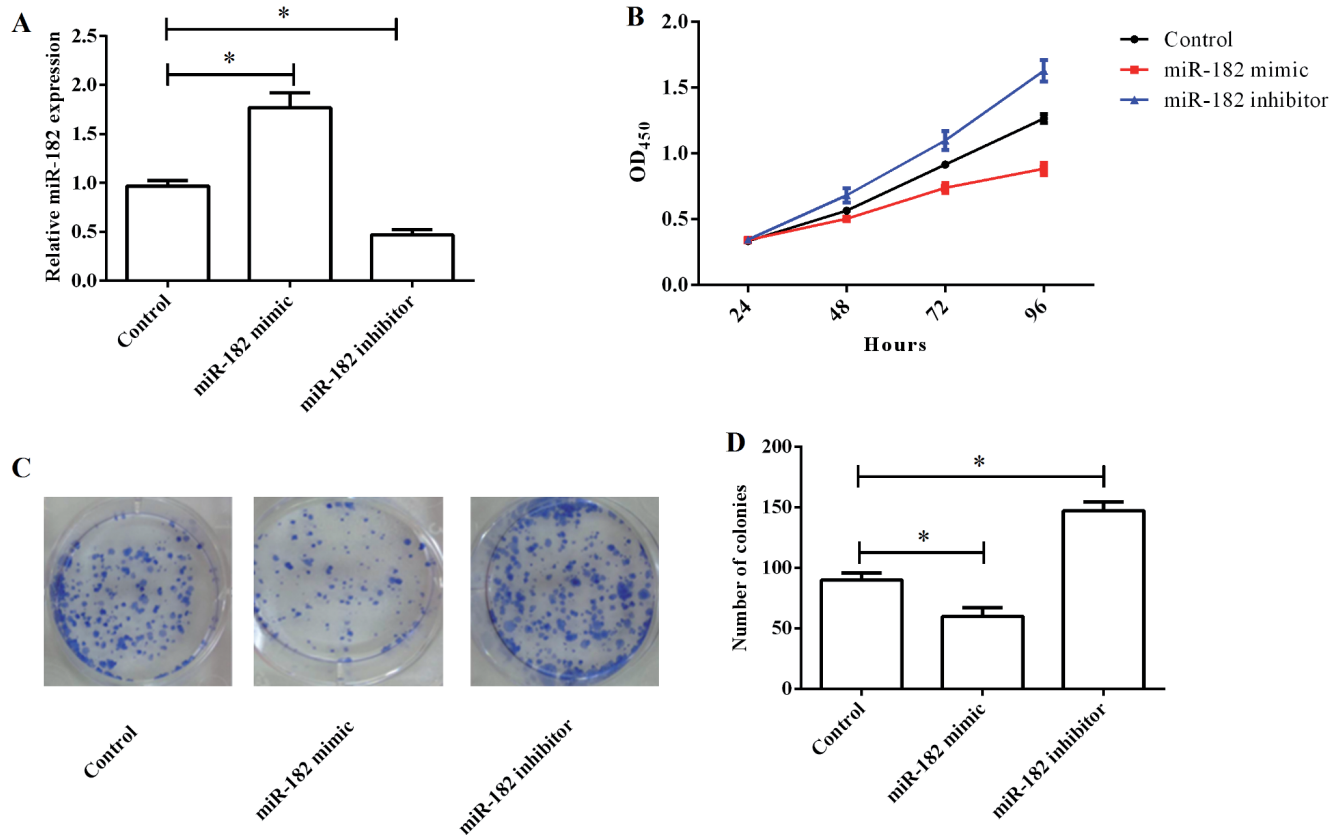 A
Relative miR-182 expression
2.5
2.0
1.5
1.0
0.5
0.0
*
*
Control
miR-182 mimic
miR-182 inhibitor
B
OD450
2.0
1.5
1.0
0.5
0.0
24
48
72
96
Hours
Control
miR-182 mimic
miR-182 inhibitor
C
Control
miR-182 mimic
miR-182 inhibitor
D
Number of colonies
200
150
100
50
0
*
*
Control
miR-182 mimic
miR-182 inhibitor